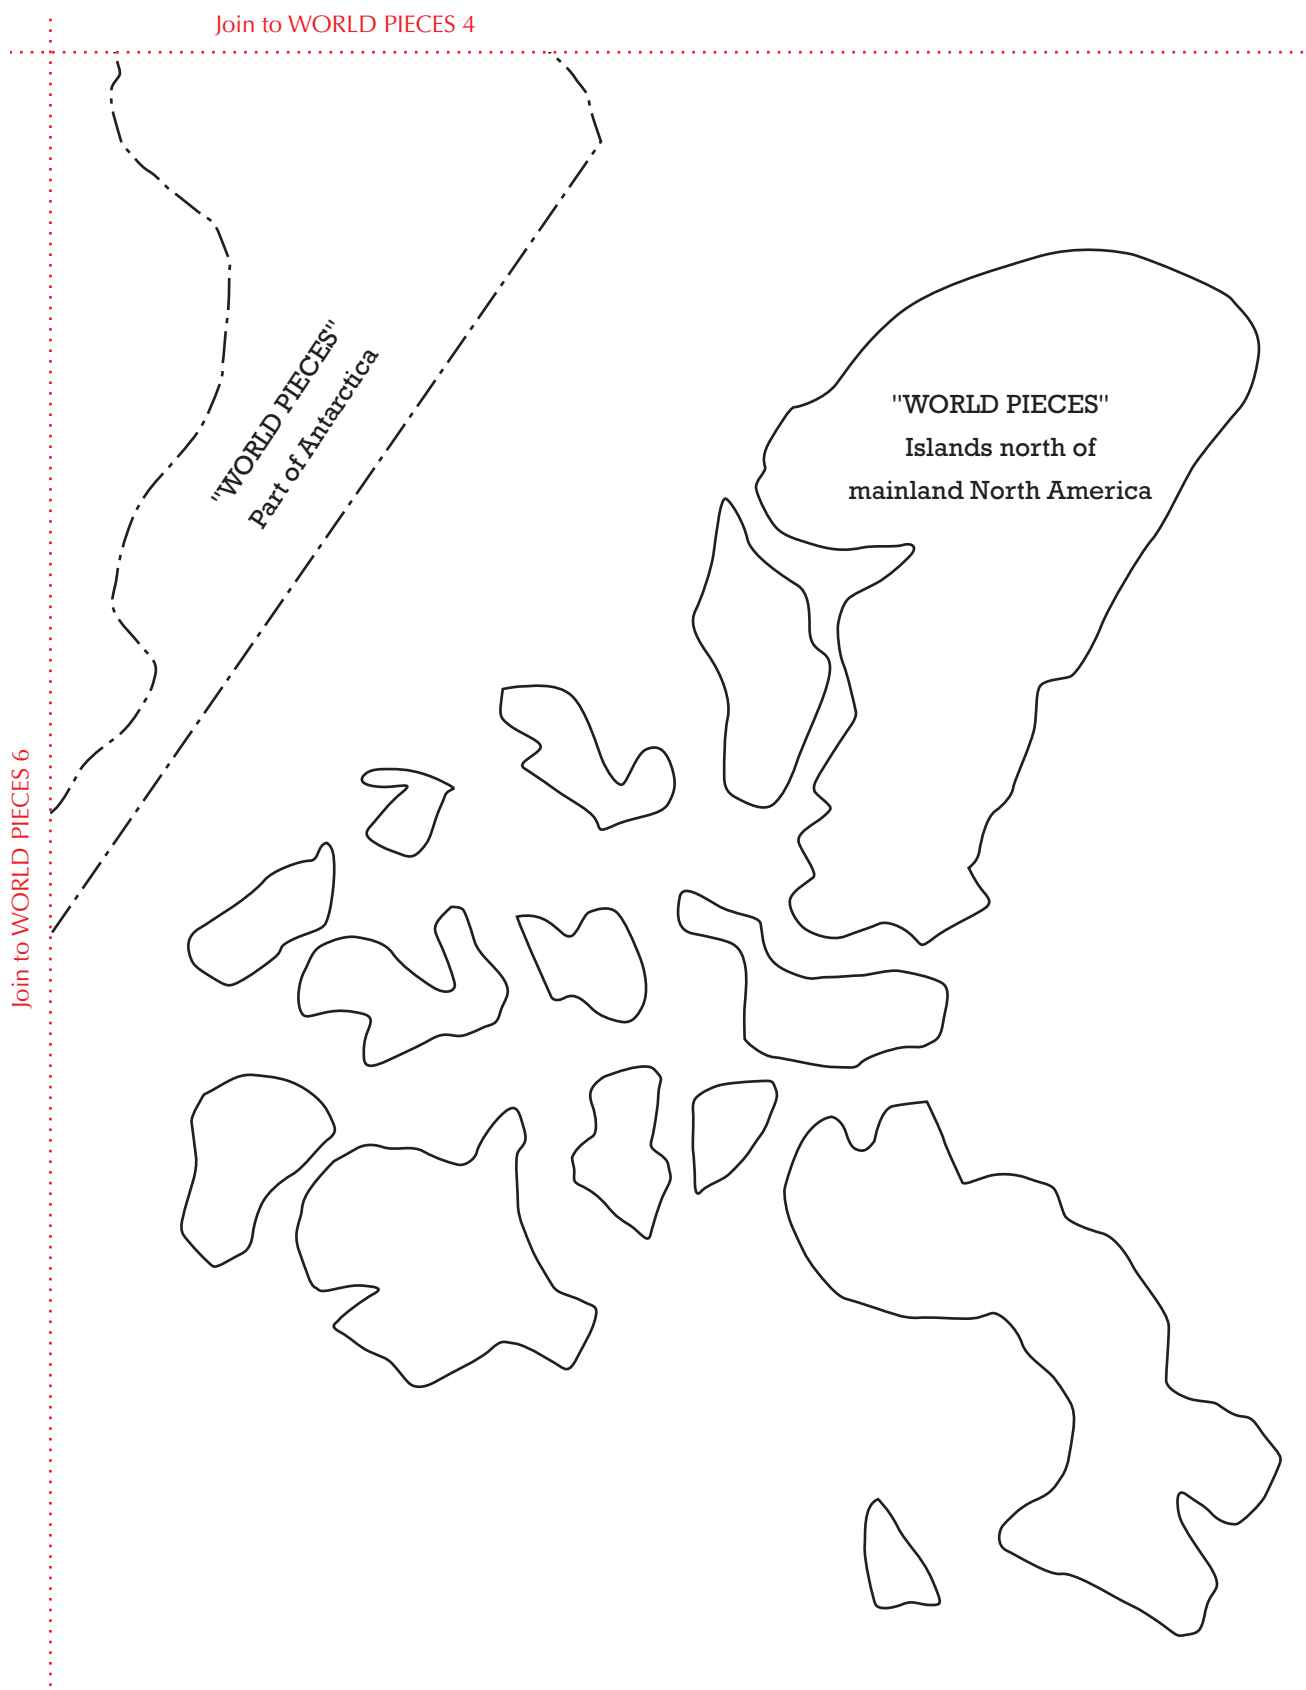 Join to WORLD PIECES 4
"WORLD PIECES"
Part of Antarctica
"WORLD PIECES"
Islands north of
mainland North America
Join to WORLD PIECES 6